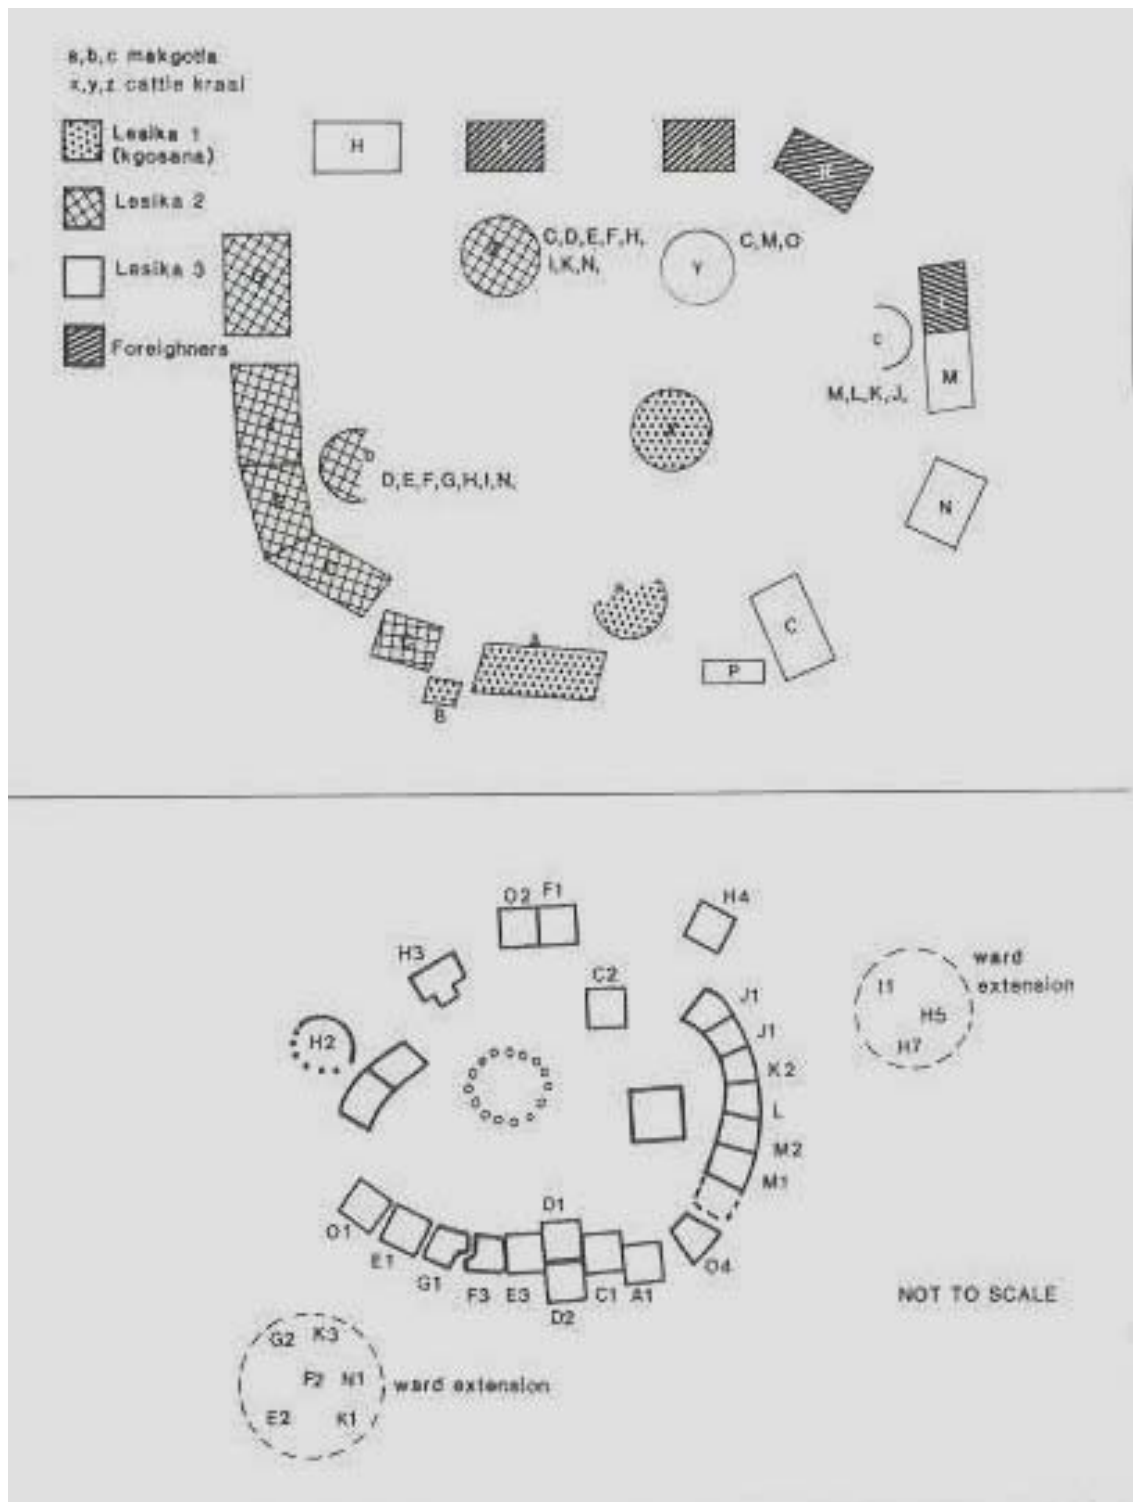 a,b,c makgotla
x,y,z cattle kraal
Lesika 1
(kgosana)
Lesika 2
Lesika 3
Foreighners
H
C,D,E,F,H,
I,K,N,
Y
C,M,O
c
M
M,L,K,J,
X
D,E,F,G,H,I,N,
N
C
P
A
B
O2 F1
H4
H3
C2
ward
extension
I1
H5
H7
H2
J1
J1
K2
L
M2
M1
O1
E1
G1
F3
E3
D1
D2
C1
A1
O4
NOT TO SCALE
G2 K3
F2 N1
E2 K1
ward extension